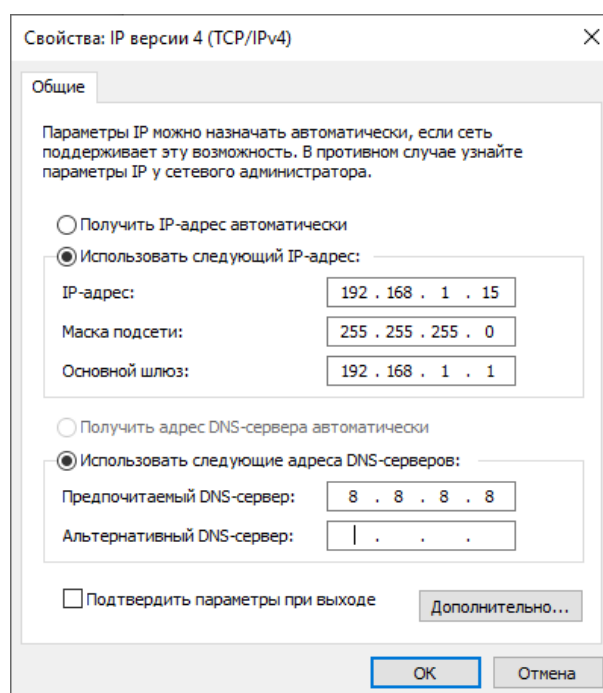 Свойства: IP версии 4 (TCP/IPv4)
Общие
Параметры IP можно назначать автоматически, если сеть
поддерживает эту возможность. В противном случае узнайте
параметры IP у сетевого администратора.
Получить IP-адрес автоматически
Использовать следующий IP-адрес:
IP-адрес: 192 . 168 . 1 . 15
Маска подсети: 255 . 255 . 255 . 0
Основной шлюз: 192 . 168 . 1 . 1
Получить адрес DNS-сервера автоматически
Использовать следующие адреса DNS-серверов:
Предпочитаемый DNS-сервер: 8 . 8 . 8 . 8
Альтернативный DNS-сервер: . . .
Подтвердить параметры при выходе Дополнительно...
ОК Отмена